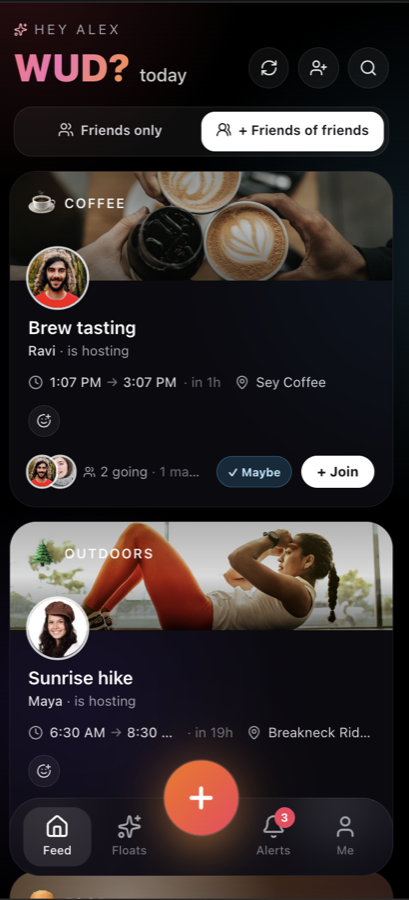 HEY ALEX
WUD? today
Friends only
+ Friends of friends
COFFEE
Brew tasting
Ravi · is hosting
1:07 PM → 3:07 PM · in 1h
Sey Coffee
2 going · 1 ma...
✓ Maybe
+ Join
OUTDOORS
Sunrise hike
Maya · is hosting
6:30 AM → 8:30 ... · in 19h
Breakneck Rid...
+
3
Feed
Floats
Alerts
Me